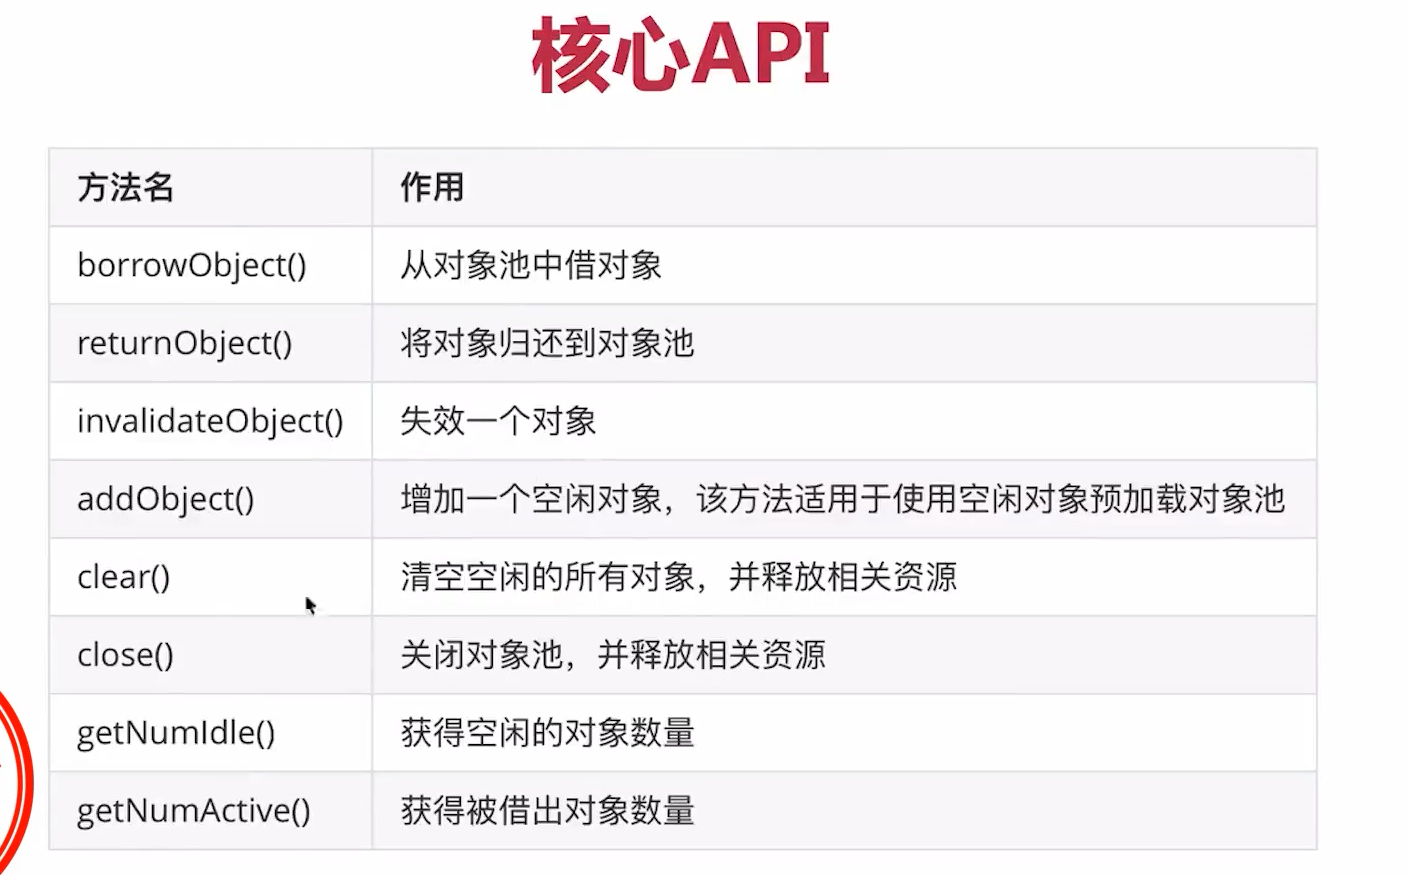 核心API
方法名 作用
borrowObject() 从对象池中借对象
returnObject() 将对象归还到对象池
invalidateObject() 失效一个对象
addObject() 增加一个空闲对象，该方法适用于使用空闲对象预加载对象池
clear() 清空空闲的所有对象，并释放相关资源
close() 关闭对象池，并释放相关资源
getNumIdle() 获得空闲的对象数量
getNumActive() 获得被借出对象数量